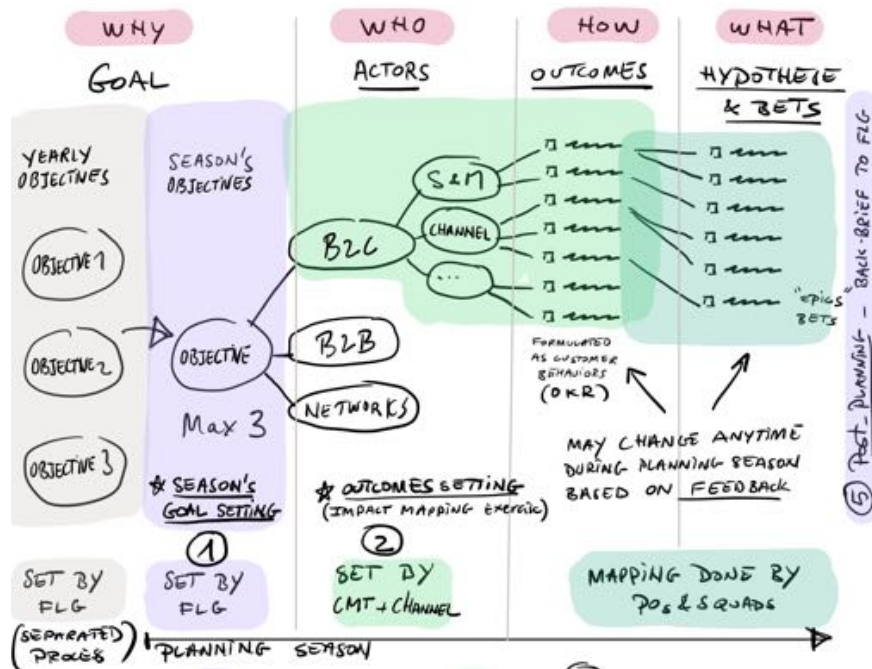 WHY
WHO
HOW
WHAT
GOAL
ACTORS
OUTCOMES
HYPOTHESE
& BETS
YEARLY
OBJECTIVES
OBJECTIVE 1
OBJECTIVE 2
OBJECTIVE 3
SEASON'S
OBJECTIVES
OBJECTIVE
Max 3
* SEASON'S
GOAL SETTING
1
B2C
B2B
NETWORKS
S&M
CHANNEL
...
* OUTCOMES SETTING
(IMPACT MAPPING EXERCISE)
2
FORMULATED
AS CUSTOMER
BEHAVIORS
(OKR)
"EPICS"
BETS
MAY CHANGE ANYTIME
DURING PLANNING SEASON
BASED ON FEEDBACK
5 POST_PLANNING - BACK-BRIEF TO FLG
SET BY
FLG
(SEPARATED
PROCES)
SET BY
FLG
SET BY
CMT + CHANNEL
MAPPING DONE BY
POs & SQUADS
PLANNING SEASON